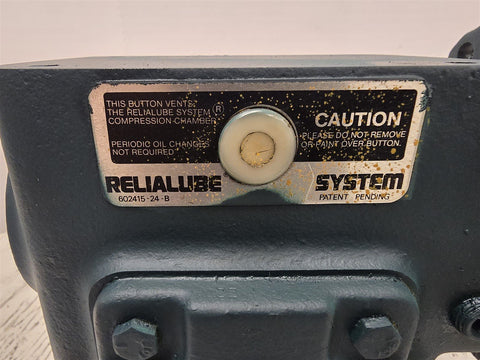 THIS BUTTON VENTS
THE RELIALUBE SYSTEM ®
COMPRESSION CHAMBER
PERIODIC OIL CHANGES
NOT REQUIRED
CAUTION
PLEASE DO NOT REMOVE
OR PAINT OVER BUTTON.
RELIALUBE SYSTEM
602415-24-B
PATENT PENDING